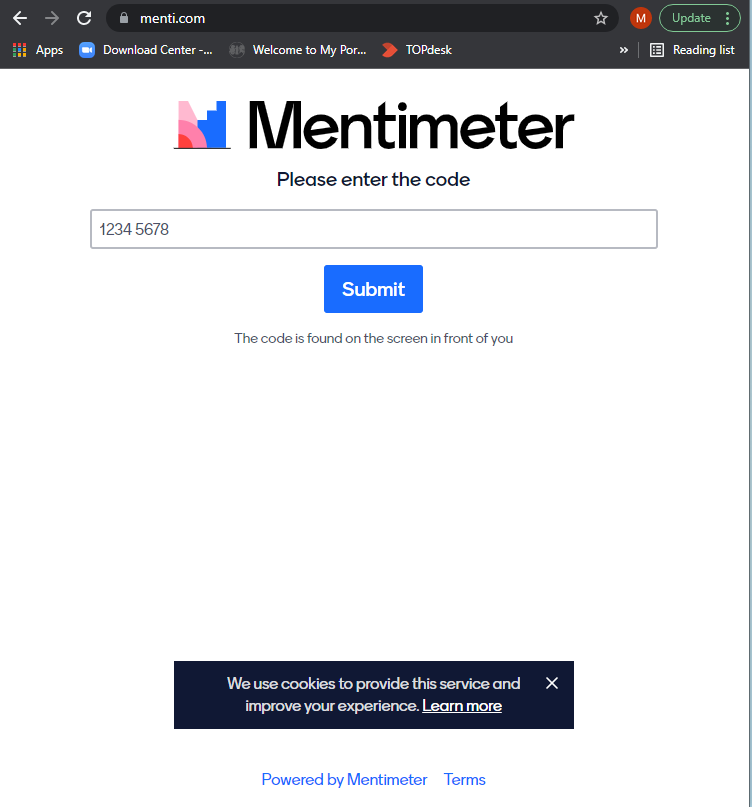 menti.com
M
Update
Apps
Download Center -...
Welcome to My Por...
TOPdesk
»
Reading list
Mentimeter
Please enter the code
1234 5678
Submit
The code is found on the screen in front of you
We use cookies to provide this service and
improve your experience. Learn more
Powered by Mentimeter Terms